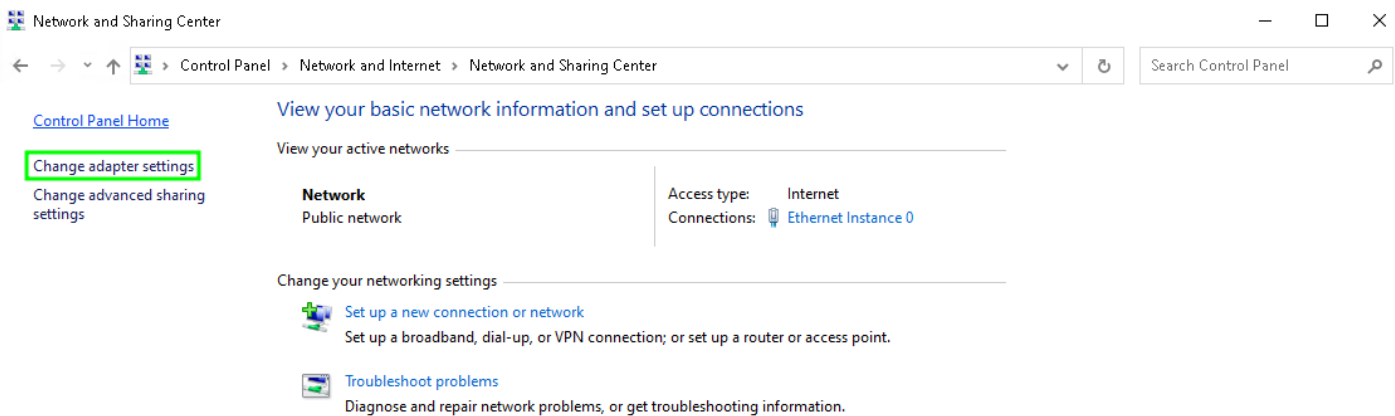 Network and Sharing Center
Control Panel > Network and Internet > Network and Sharing Center
Search Control Panel
Control Panel Home
Change adapter settings
Change advanced sharing
settings
View your basic network information and set up connections
View your active networks
Network
Public network
Access type: Internet
Connections: Ethernet Instance 0
Change your networking settings
Set up a new connection or network
Set up a broadband, dial-up, or VPN connection; or set up a router or access point.
Troubleshoot problems
Diagnose and repair network problems, or get troubleshooting information.